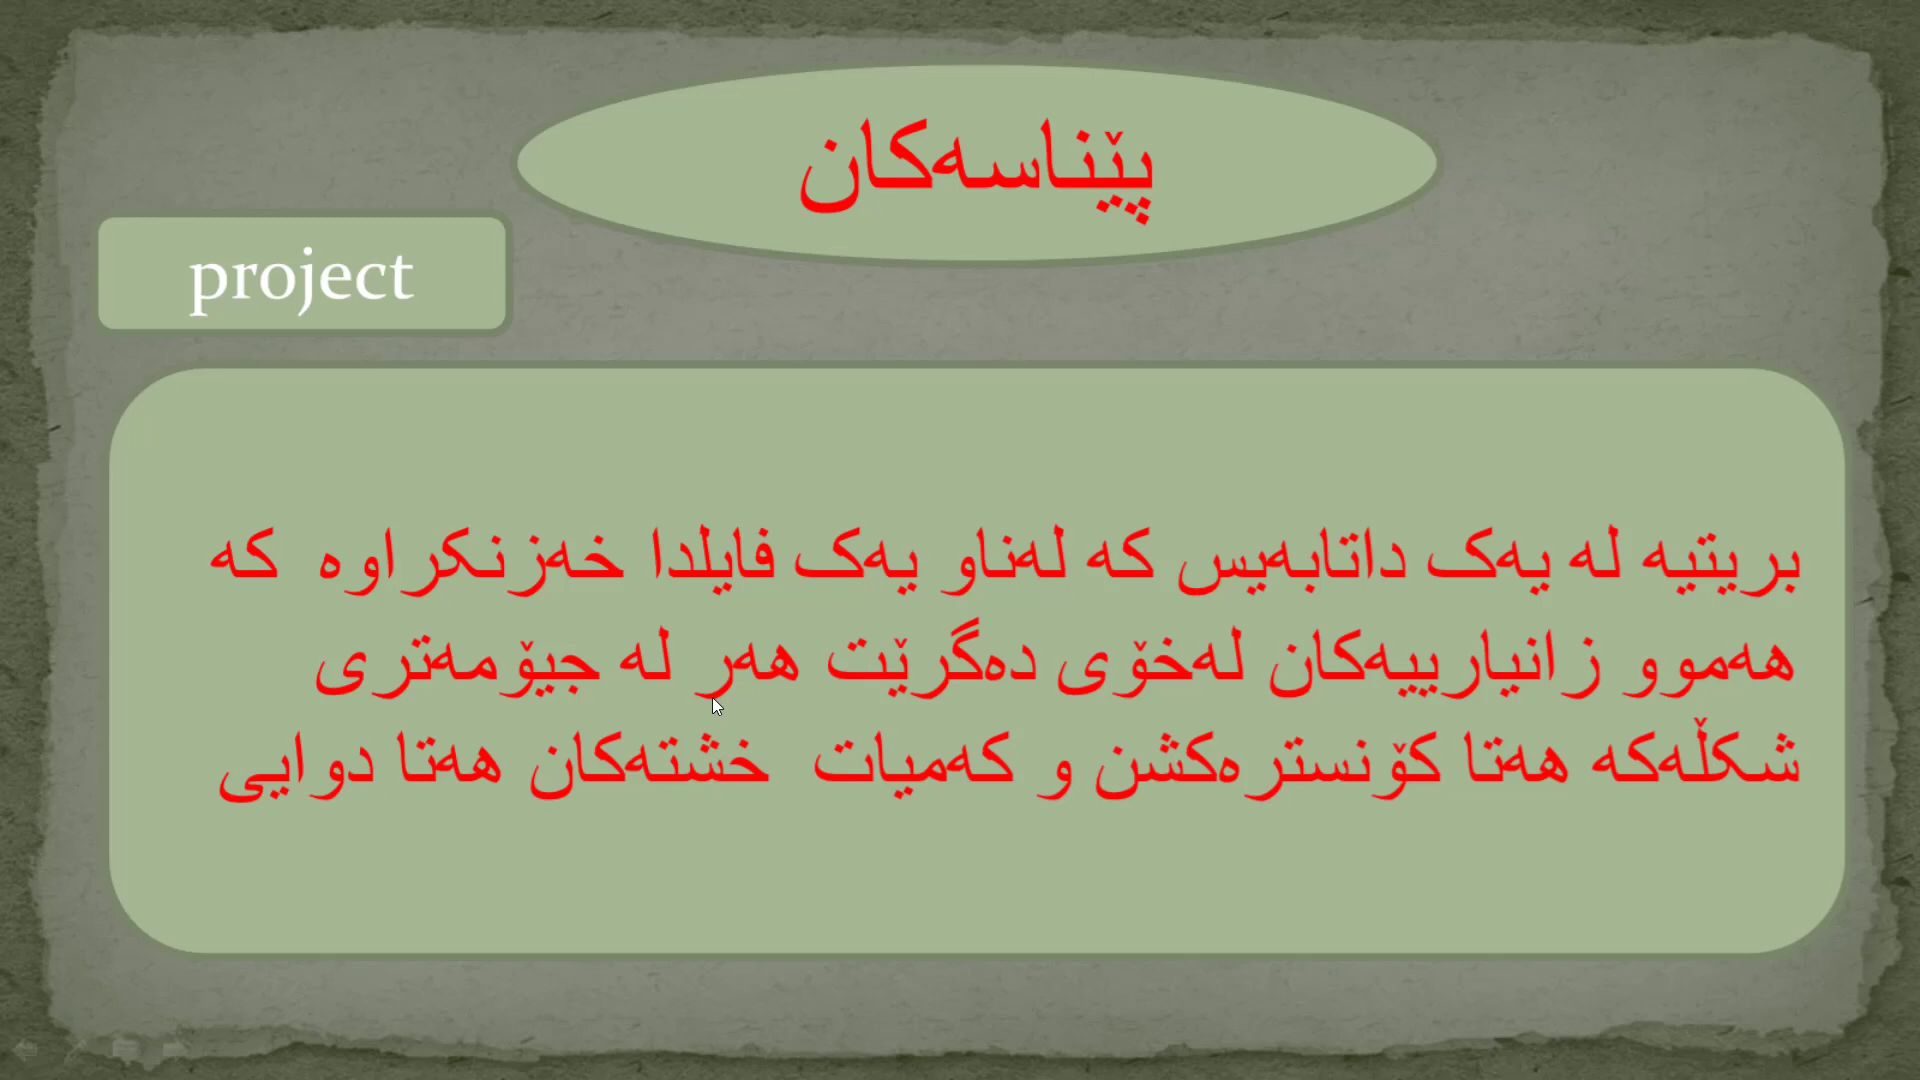 پێناسەکان
project
بریتیە لە یەک داتابەیس کە لەناو یەک فایلدا خەزنکراوە کە
هەموو زانیارییەکان لەخۆی دەگرێت هەر لە جیۆمەتری
شکڵەکە هەتا کۆنسترەکشن و کەمیات خشتەکان هەتا دوایی